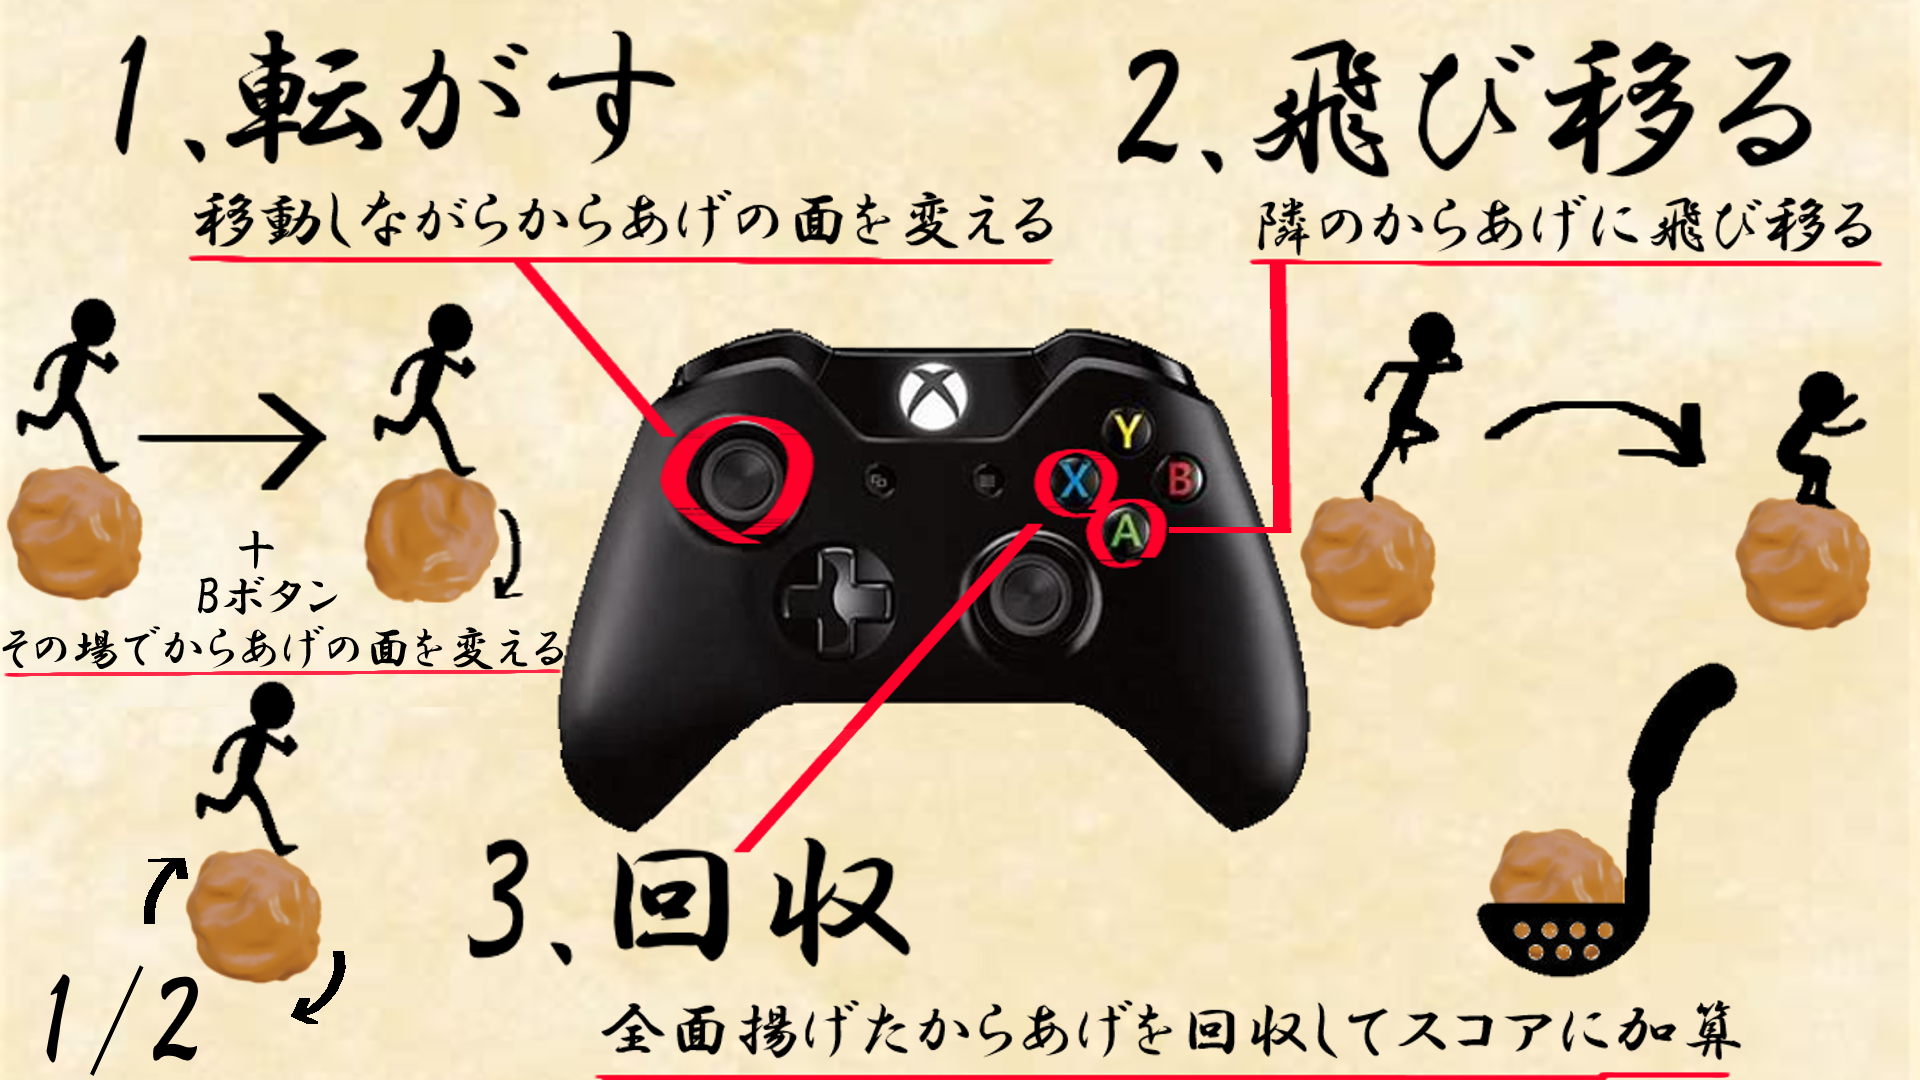 1、転がす
移動しながらからあげの面を変える
2、飛び移る
隣のからあげに飛び移る
+
Bボタン
その場でからあげの面を変える
Y
X
B
A
3、回収
全面揚げたからあげを回収してスコアに加算
1/2